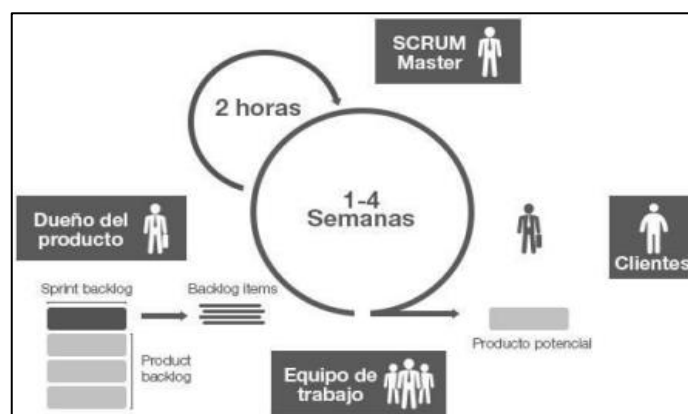 SCRUM
Master
2 horas
1-4
Semanas
Dueño del
producto
Clientes
Sprint backlog
Backlog items
Product
backlog
Producto potencial
Equipo de
trabajo